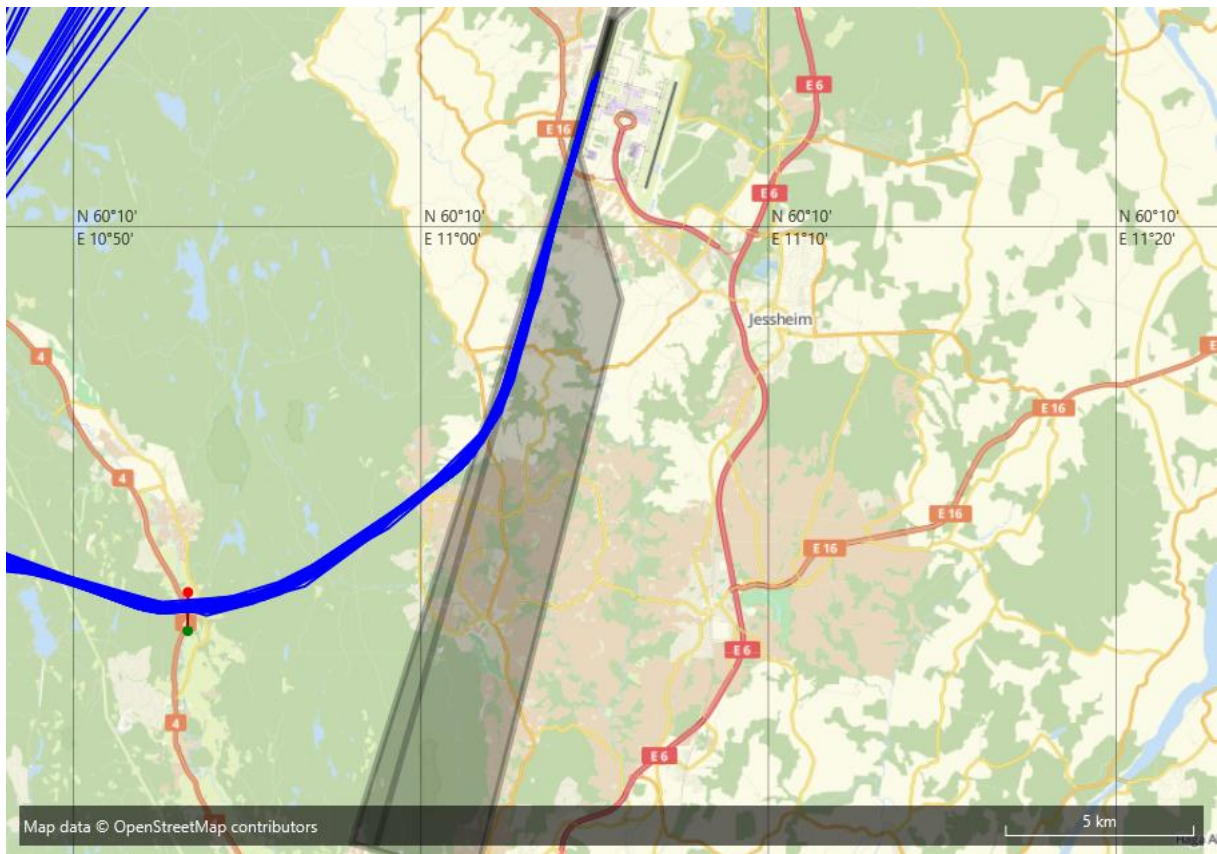 E 6
E 16
E 6
N 60°10' N 60°10' N 60°10' N 60°10'
E 10°50' E 11°00' E 11°10' E 11°20'
Jessheim
4
E 16
4
E 16
E 16
E 6
4
E 6
Map data © OpenStreetMap contributors
5 km